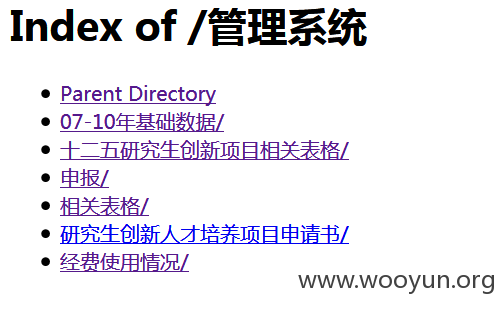 Index of /管理系统
Parent Directory
07-10年基础数据/
十二五研究生创新项目相关表格/
申报/
相关表格/
研究生创新人才培养项目申请书/
经费使用情况/
www.wooyun.org